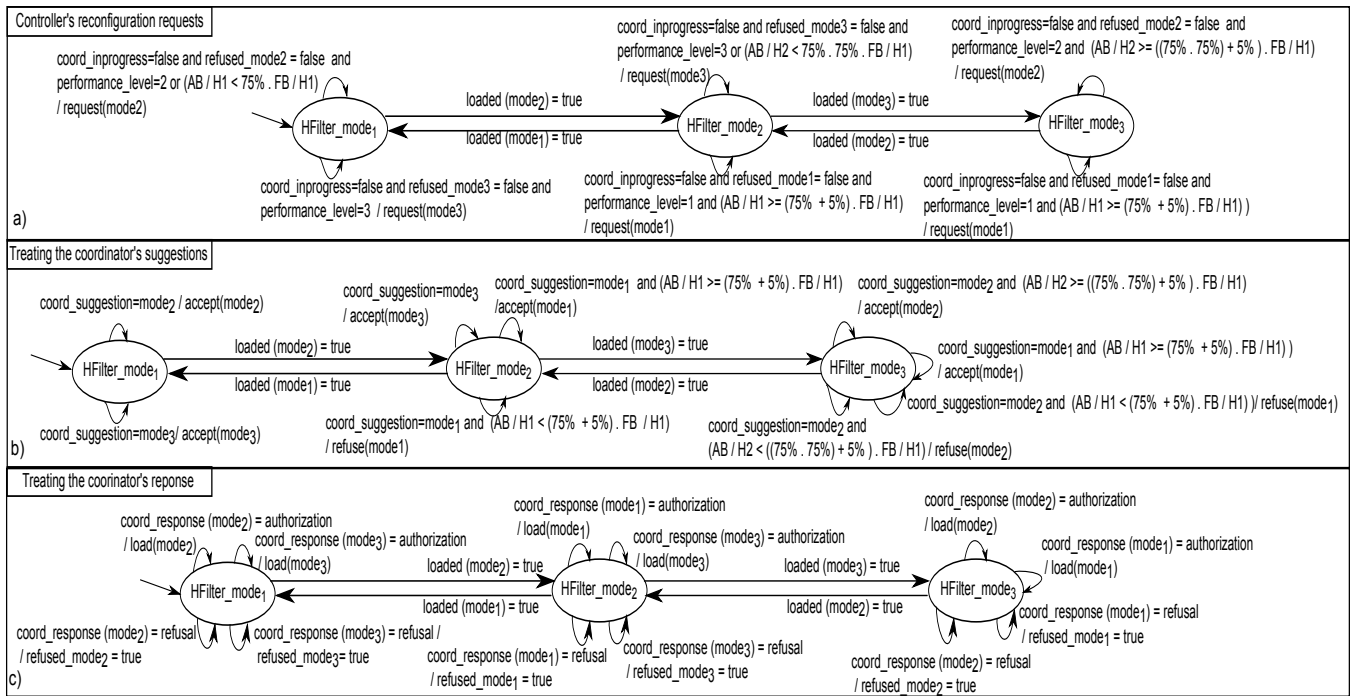 Controller's reconfiguration requests
coord_inprogress=false and refused_mode2 = false and
performance_level=2 or (AB / H1 < 75% . FB / H1)
/ request(mode2)
coord_inprogress=false and refused_mode3 = false and
performance_level=3 or (AB / H2 < 75% . 75% . FB / H1)
/ request(mode3)
coord_inprogress=false and refused_mode2 = false and
performance_level=2 and (AB / H2 >= ((75% . 75%) + 5% ) . FB / H1)
/ request(mode2)
loaded (mode2) = true
loaded (mode3) = true
HFilter_mode1
HFilter_mode2
HFilter_mode3
loaded (mode1) = true
loaded (mode2) = true
coord_inprogress=false and refused_mode3 = false and
performance_level=3 / request(mode3)
coord_inprogress=false and refused_mode1= false and
performance_level=1 and (AB / H1 >= (75% + 5%) . FB / H1)
/ request(mode1)
coord_inprogress=false and refused_mode1= false and
performance_level=1 and (AB / H1 >= (75% + 5%) . FB / H1) )
/ request(mode1)
a)
Treating the coordinator's suggestions
coord_suggestion=mode2 / accept(mode2)
coord_suggestion=mode3
/ accept(mode3)
coord_suggestion=mode1 and (AB / H1 >= (75% + 5%) . FB / H1)
/accept(mode1)
coord_suggestion=mode2 and (AB / H2 >= ((75% . 75%) + 5% ) . FB / H1)
/ accept(mode2)
loaded (mode2) = true
loaded (mode3) = true
HFilter_mode1
HFilter_mode2
HFilter_mode3
loaded (mode1) = true
loaded (mode2) = true
coord_suggestion=mode1 and (AB / H1 >= (75% + 5%) . FB / H1) )
/ accept(mode1)
coord_suggestion=mode2 and (AB / H1 < (75% + 5%) . FB / H1) )/ refuse(mode1)
coord_suggestion=mode3/ accept(mode3)
coord_suggestion=mode1 and (AB / H1 < (75% + 5%) . FB / H1)
/ refuse(mode1)
coord_suggestion=mode2 and
(AB / H2 < ((75% . 75%) + 5% ) . FB / H1) / refuse(mode2)
b)
Treating the coorinator's reponse
coord_response (mode2) = authorization
/ load(mode2)
coord_response (mode3) = authorization
/ load(mode3)
coord_response (mode1) = authorization
/ load(mode1)
coord_response (mode3) = authorization
/ load(mode3)
coord_response (mode2) = authorization
/ load(mode2)
coord_response (mode1) = authorization
/ load(mode1)
loaded (mode2) = true
loaded (mode3) = true
HFilter_mode1
HFilter_mode2
HFilter_mode3
loaded (mode1) = true
loaded (mode2) = true
coord_response (mode2) = refusal
/ refused_mode2 = true
coord_response (mode3) = refusal /
refused_mode3= true
coord_response (mode1) = refusal
/ refused_mode1 = true
coord_response (mode3) = refusal
/ refused_mode3 = true
coord_response (mode1) = refusal
/ refused_mode1 = true
coord_response (mode2) = refusal
/ refused_mode2 = true
c)